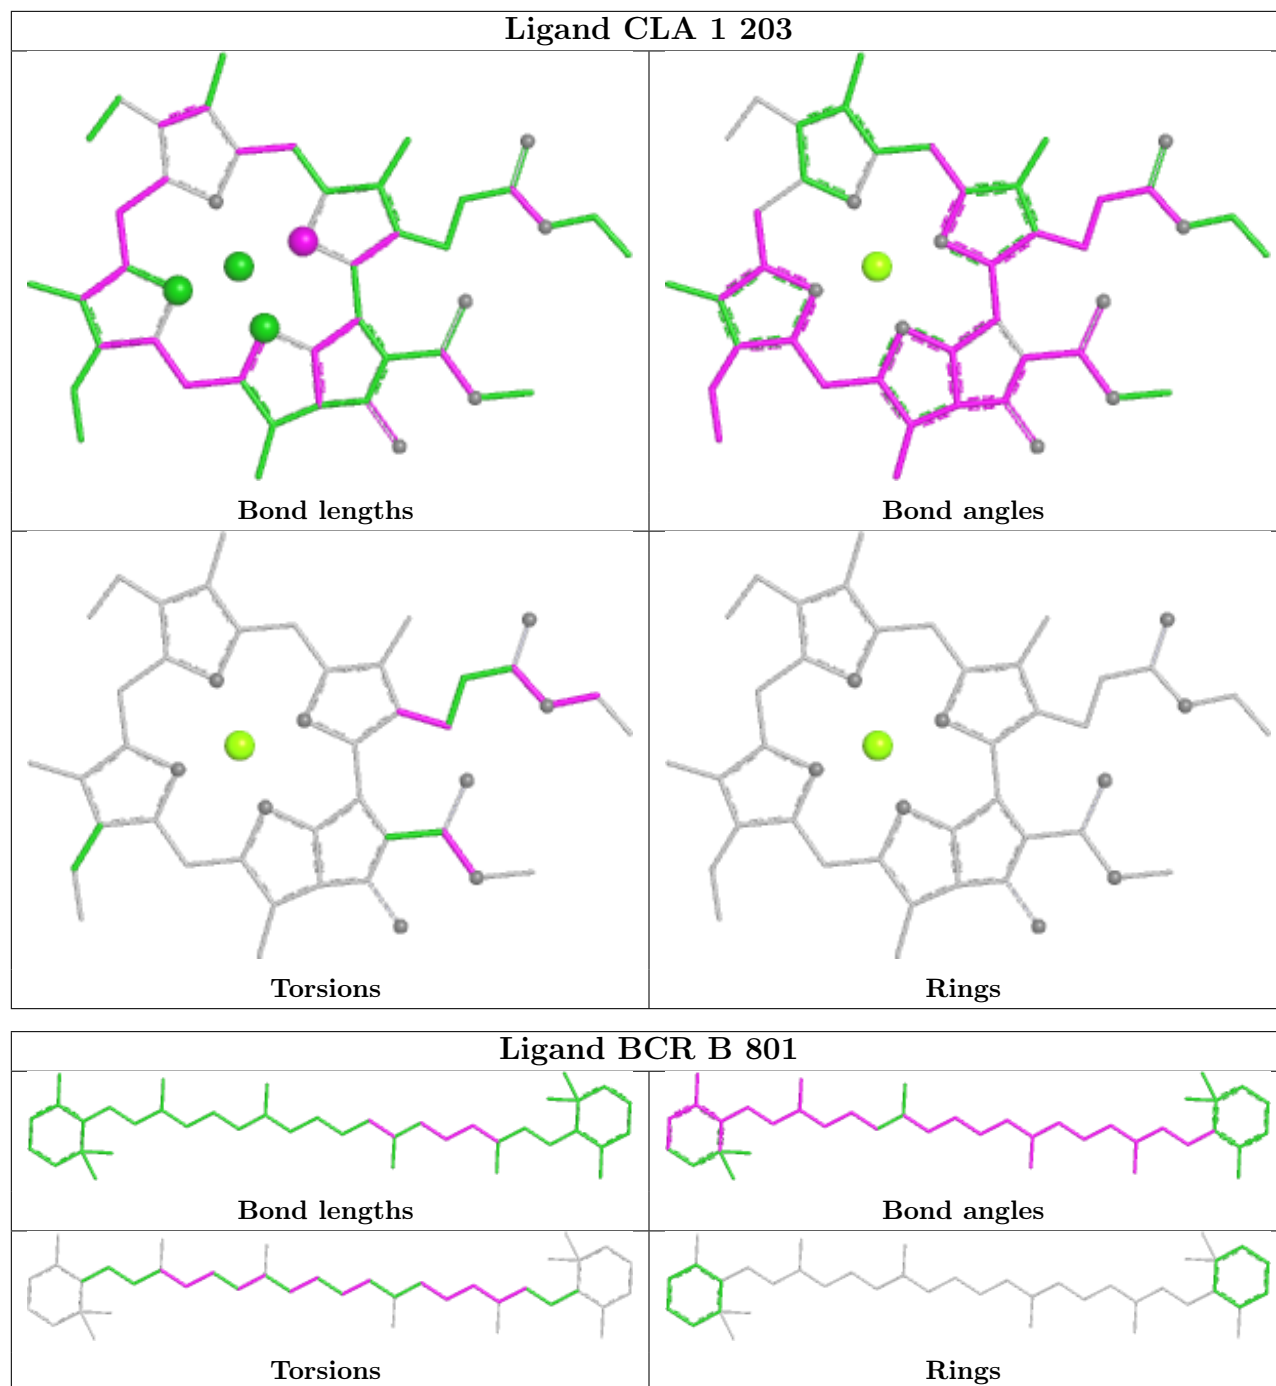 Ligand CLA 1 203
Bond lengths
Bond angles
Torsions
Rings
Ligand BCR B 801
Bond lengths
Bond angles
Torsions
Rings